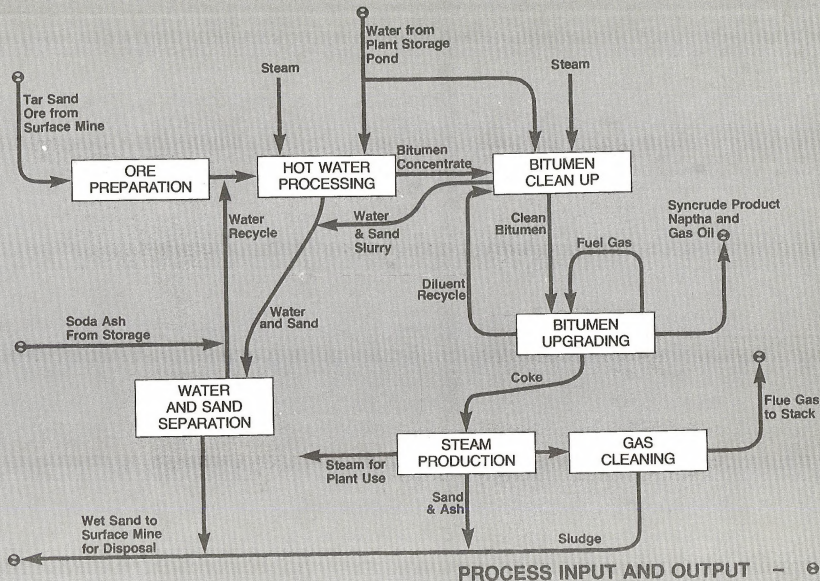 Water from
Plant Storage
Pond
Steam
Steam
Tar Sand
Ore from
Surface Mine
ORE
PREPARATION
HOT WATER
PROCESSING
Bitumen
Concentrate
BITUMEN
CLEAN UP
Water
Recycle
Water
& Sand
Slurry
Clean
Bitumen
Syncrude Product
Naptha and
Gas Oil
Fuel Gas
Diluent
Recycle
Soda Ash
From Storage
Water
and Sand
BITUMEN
UPGRADING
WATER
AND SAND
SEPARATION
Coke
Flue Gas
to Stack
STEAM
PRODUCTION
GAS
CLEANING
Steam for
Plant Use
Sand
& Ash
Wet Sand to
Surface Mine
for Disposal
Sludge
PROCESS INPUT AND OUTPUT –